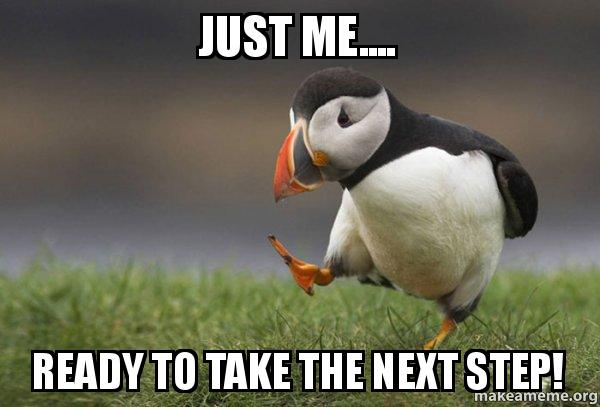 JUST ME....
READY TO TAKE THE NEXT STEP!
makeameme.org